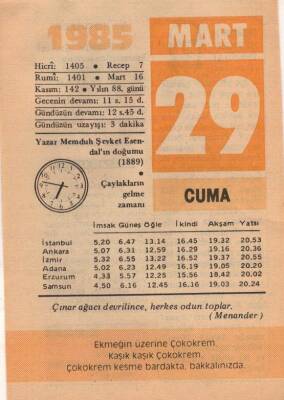 1985
MART
29
CUMA
Hicrî: 1405 • Recep 7
Rumî: 1401 • Mart 16
Kasım: 142 • Yılın 88. günü
Gecenin devamı: 11 s. 15 d.
Gündüzün devamı: 12 s.45 d.
Gündüzün uzayışı: 3 dakika
Yazar Memduh Şevket Esen-
dal'ın doğumu
(1889)
•
Çaylakların
gelme
zamanı
İmsak Güneş Öğle İkindi Akşam Yatsı
İstanbul 5,20 6.47 13,14 16.45 19.32 20.53
Ankara 5,07 6.31 12.59 16.29 19.16 20.36
İzmir 5.32 6.55 13.22 16.52 19.37 20.55
Adana 5.02 6.23 12.49 16.19 19.05 20.20
Erzurum 4.33 5.57 12.25 15.56 18.42 20.02
Samsun 4,50 6.16 12.45 16.16 19.03 20.24
Çınar ağacı devrilince, herkes odun toplar.
(Menander)
Ekmeğin üzerine Çokokrem.
Kaşık kaşık Çokokrem.
Çokokrem kesme bardakta, bakkalınızda.